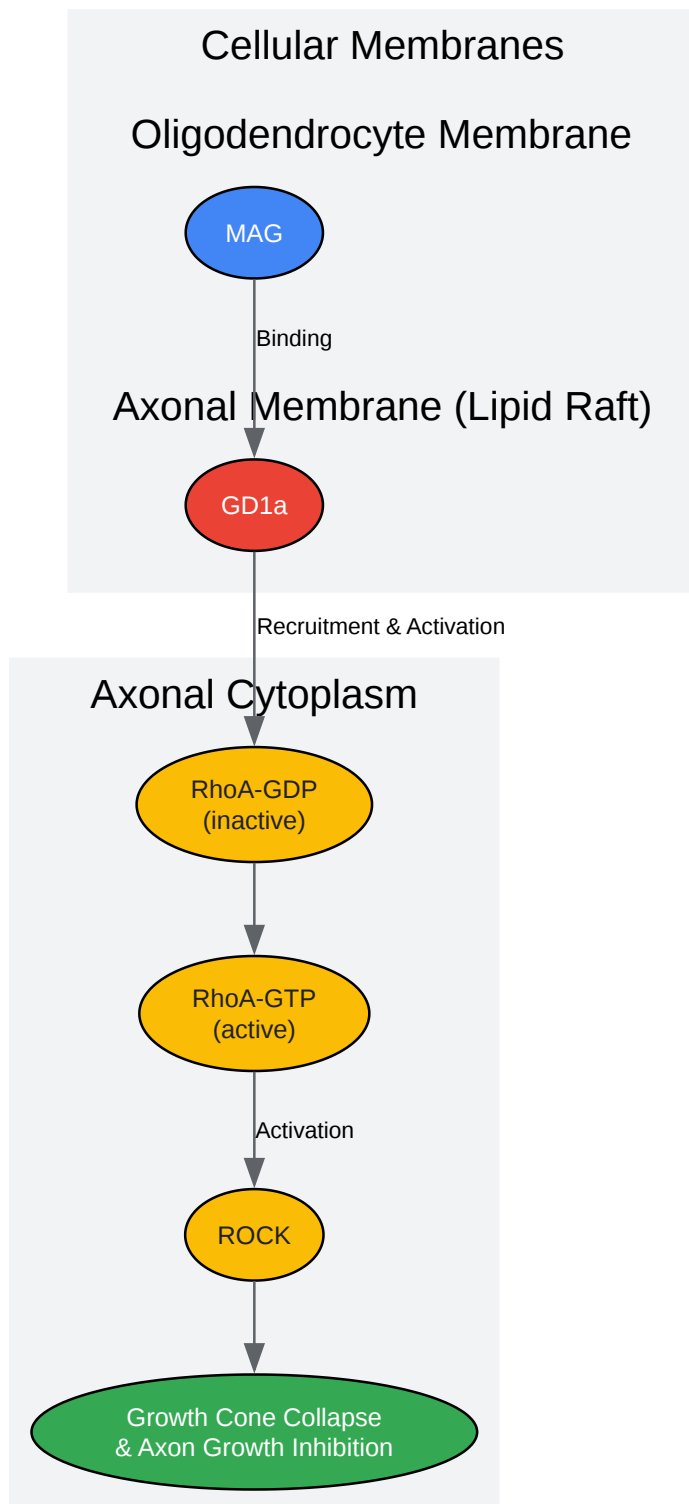 Cellular Membranes
Oligodendrocyte Membrane
MAG
Binding
Axonal Membrane (Lipid Raft)
GD1a
Recruitment & Activation
Axonal Cytoplasm
RhoA-GDP
(inactive)
RhoA-GTP
(active)
Activation
ROCK
Growth Cone Collapse
& Axon Growth Inhibition